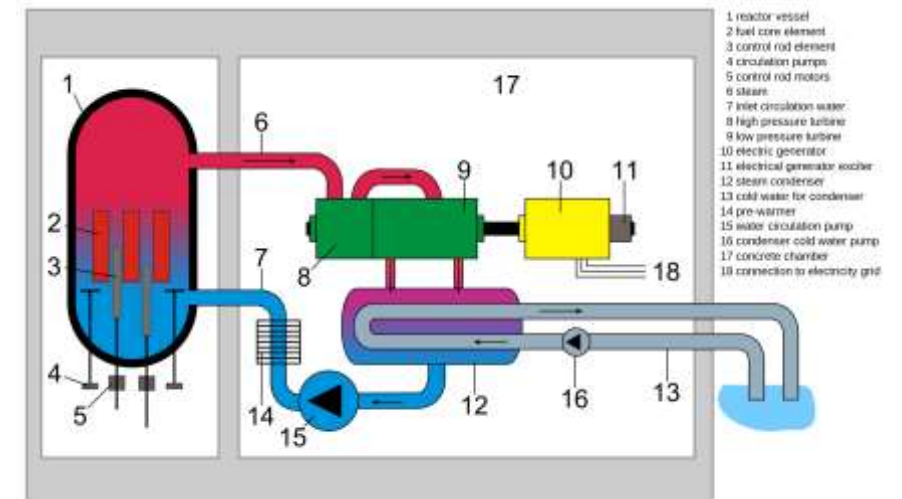 1 reactor vessel
2 fuel core element
3 control rod element
4 circulation pumps
5 control rod motors
6 steam
7 inlet circulation water
8 high pressure turbine
9 low pressure turbine
10 electric generator
11 electrical generator exciter
12 steam condenser
13 cold water for condenser
14 pre-warmer
15 water circulation pump
16 condenser cold water pump
17 concrete chamber
18 connection to electricity grid
1
17
6
9
10
11
2
3
7
8
18
4
5
14
15
12
16
13